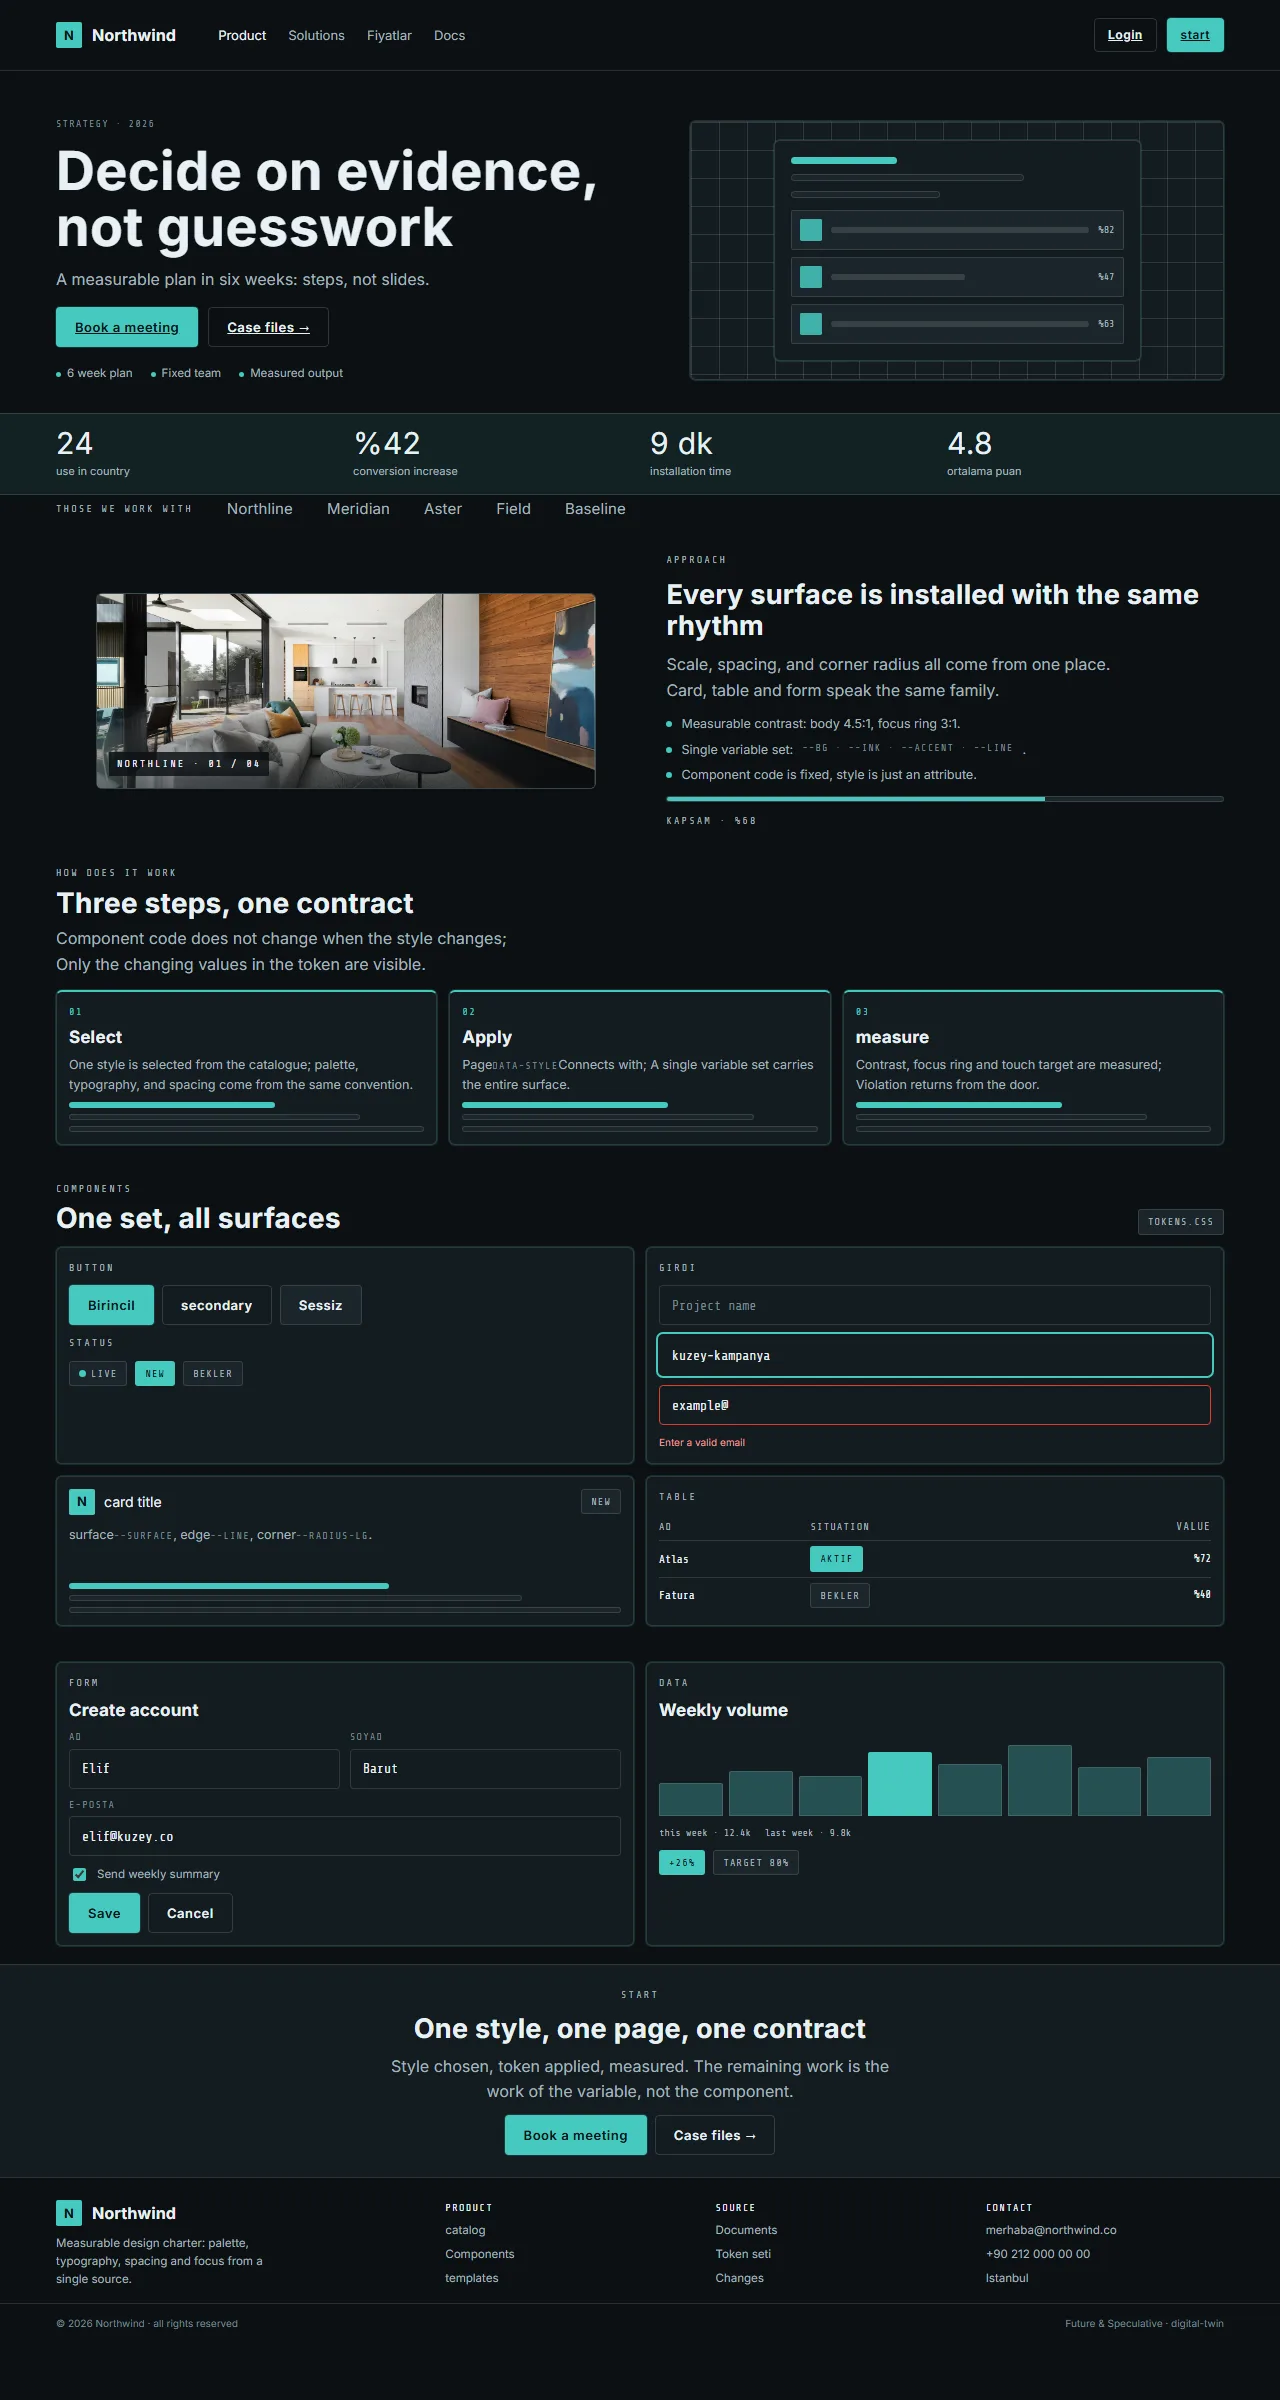 N Northwind Product Solutions Fiyatlar Docs Login start
STRATEGY · 2026
Decide on evidence,
not guesswork
A measurable plan in six weeks: steps, not slides.
Book a meeting Case files →
6 week plan Fixed team Measured output
%82
%47
%63
24 %42 9 dk 4.8
use in country conversion increase installation time ortalama puan
THOSE WE WORK WITH Northline Meridian Aster Field Baseline
NORTHLINE · 01 / 04
APPROACH
Every surface is installed with the same
rhythm
Scale, spacing, and corner radius all come from one place.
Card, table and form speak the same family.
Measurable contrast: body 4.5:1, focus ring 3:1.
Single variable set: --BG · --INK · --ACCENT · --LINE .
Component code is fixed, style is just an attribute.
KAPSAM · %68
HOW DOES IT WORK
Three steps, one contract
Component code does not change when the style changes;
Only the changing values in the token are visible.
01
Select
One style is selected from the catalogue; palette,
typography, and spacing come from the same convention.
02
Apply
PageDATA-STYLEConnects with; A single variable set carries
the entire surface.
03
measure
Contrast, focus ring and touch target are measured;
Violation returns from the door.
COMPONENTS
One set, all surfaces
TOKENS.CSS
BUTTON
Birincil secondary Sessiz
STATUS
LIVE NEW BEKLER
GIRDI
Project name
kuzey-kampanya
example@
Enter a valid email
N card title NEW
surface--SURFACE, edge--LINE, corner--RADIUS-LG.
TABLE
AD SITUATION VALUE
Atlas AKTIF %72
Fatura BEKLER %40
FORM
Create account
AD SOYAD
Elif Barut
E-POSTA
elif@kuzey.co
Send weekly summary
Save Cancel
DATA
Weekly volume
this week · 12.4k last week · 9.8k
+26% TARGET 80%
START
One style, one page, one contract
Style chosen, token applied, measured. The remaining work is the
work of the variable, not the component.
Book a meeting Case files →
N Northwind
Measurable design charter: palette,
typography, spacing and focus from a
single source.
PRODUCT
catalog
Components
templates
SOURCE
Documents
Token seti
Changes
CONTACT
merhaba@northwind.co
+90 212 000 00 00
Istanbul
© 2026 Northwind · all rights reserved
Future & Speculative · digital-twin